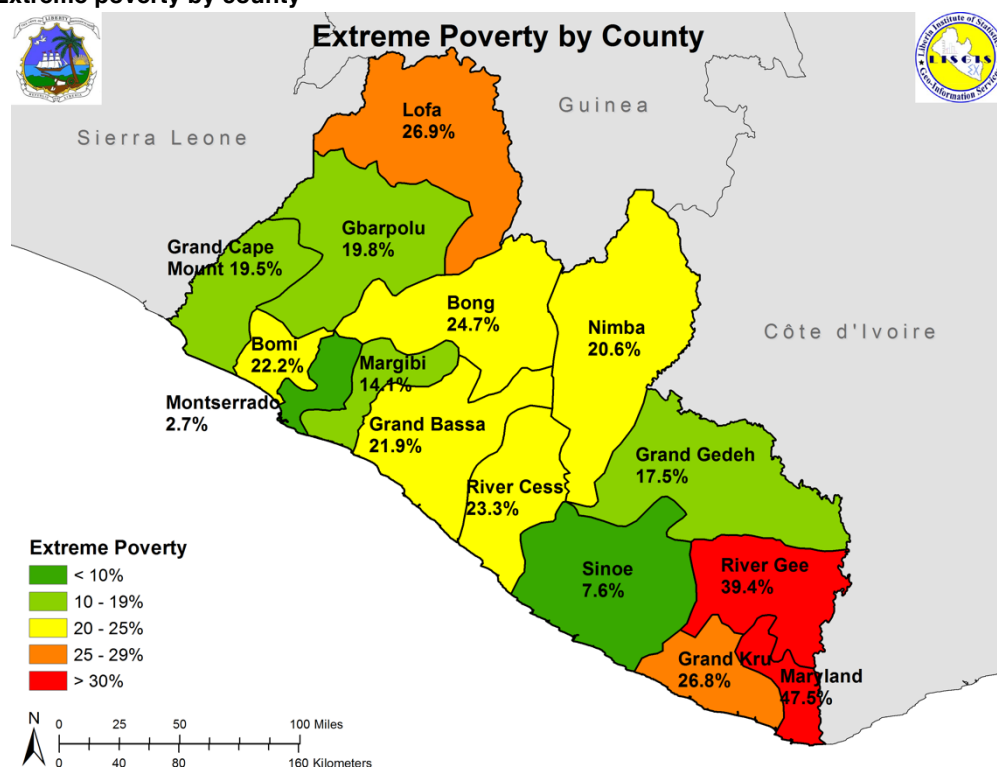 Extreme poverty by county
Extreme Poverty by County
Sierra Leone
Guinea
Côte d'Ivoire
Lofa
26.9%
Gbarpolu
19.8%
Grand Cape
Mount 19.5%
Bong
24.7%
Nimba
20.6%
Bomi
22.2%
Margibi
14.1%
Montserrado
2.7%
Grand Bassa
21.9%
Grand Gedeh
17.5%
River Cess
23.3%
Sinoe
7.6%
River Gee
39.4%
Grand Kru
26.8%
Maryland
47.5%
Extreme Poverty
< 10%
10 - 19%
20 - 25%
25 - 29%
> 30%
N
0 25 50 100 Miles
0 40 80 160 Kilometers
LISGIS